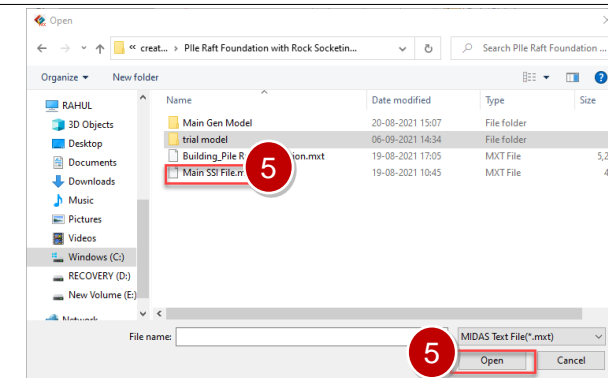 Open
« creat... › PIle Raft Foundation with Rock Socketin...
Search PIle Raft Foundation ...
Organize
New folder
Name
Date modified
Type
Size
RAHUL
3D Objects
Desktop
Documents
Downloads
Music
Pictures
Videos
Windows (C:)
RECOVERY (D:)
New Volume (E:)
Network
Main Gen Model 20-08-2021 15:07 File folder
trial model 06-09-2021 14:34 File folder
Building_Pile R ion.mxt 19-08-2021 17:05 MXT File 5,2
Main SSI File.m 19-08-2021 10:45 MXT File 4
5
File name:
MIDAS Text File(*.mxt)
5
Open
Cancel